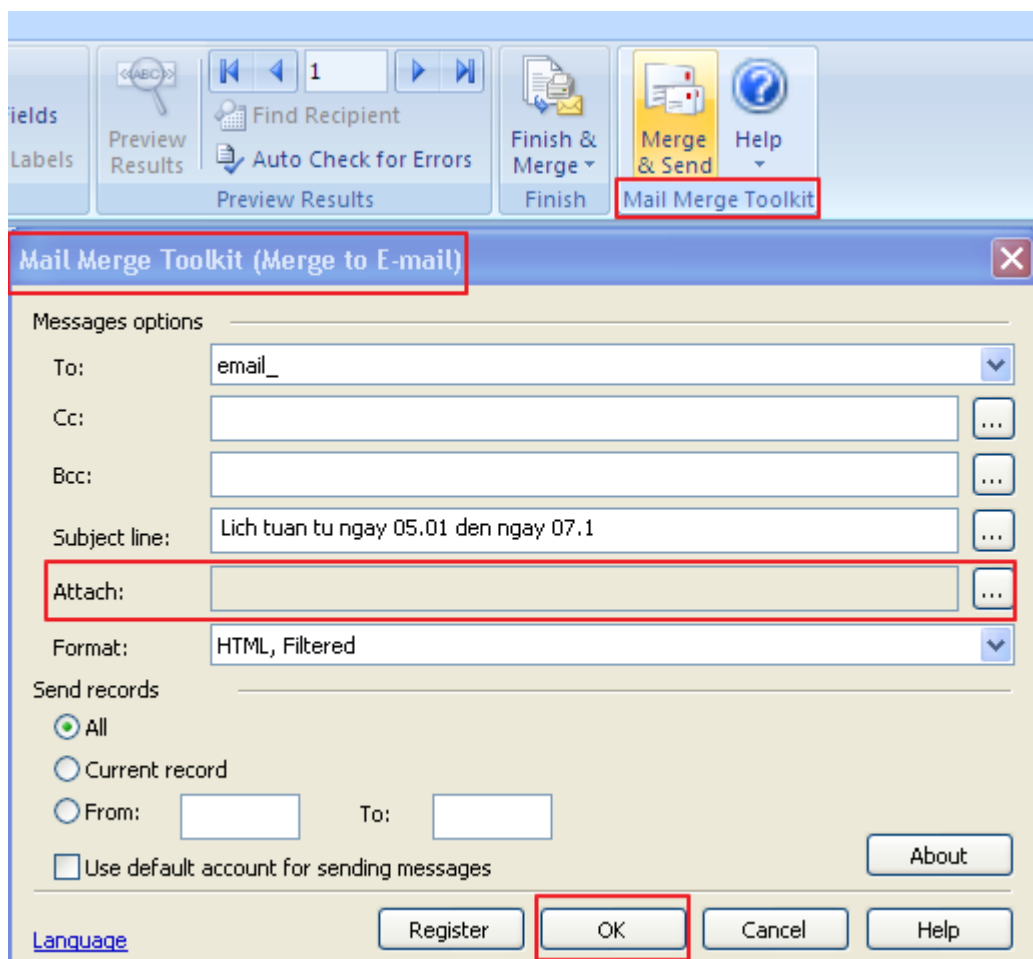 «ABC»
1
ields
Find Recipient
Preview Results
Labels
Auto Check for Errors
Finish & Merge
Merge & Send
Help
Preview Results
Finish
Mail Merge Toolkit
Mail Merge Toolkit (Merge to E-mail)
Messages options
To:
email_
Cc:
...
Bcc:
...
Subject line:
Lich tuan tu ngay 05.01 den ngay 07.1
...
Attach:
...
Format:
HTML, Filtered
Send records
All
Current record
From:
To:
Use default account for sending messages
About
Language
Register
OK
Cancel
Help